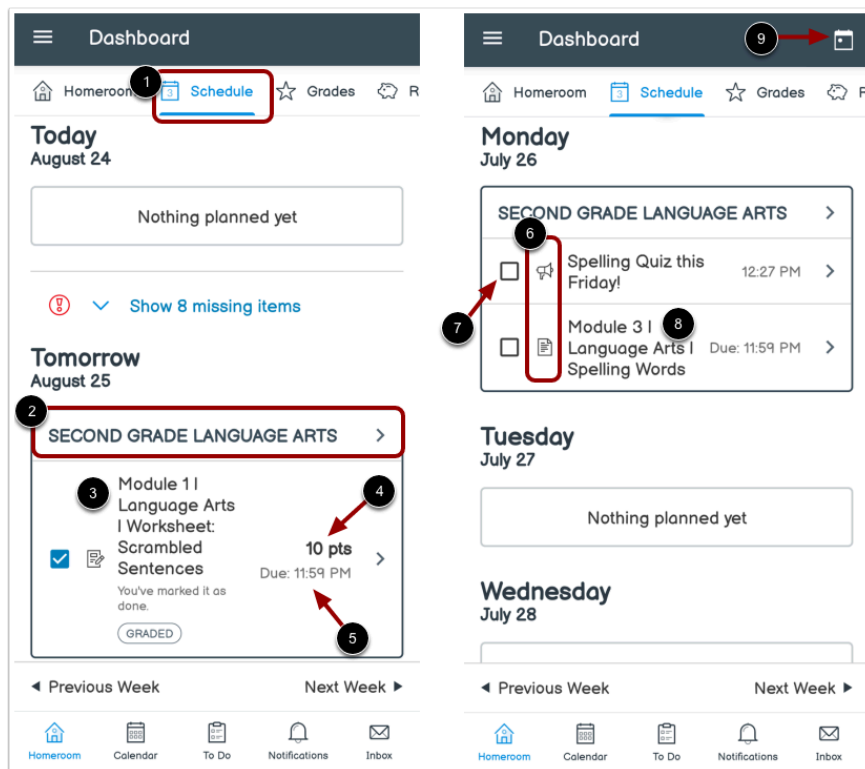 Dashboard
1
Homeroom
3
Schedule
Grades
R
Today
August 24
Nothing planned yet
Show 8 missing items
Tomorrow
August 25
2
SECOND GRADE LANGUAGE ARTS
3
Module 1 |
Language Arts
| Worksheet:
Scrambled
Sentences
You've marked it as
done.
GRADED
4
10 pts
Due: 11:59 PM
5
Previous Week
Next Week
Homeroom
Calendar
To Do
Notifications
Inbox
Dashboard
9
Homeroom
3
Schedule
Grades
Monday
July 26
SECOND GRADE LANGUAGE ARTS
6
Spelling Quiz this
Friday!
12:27 PM
7
Module 3 |
8
Language Arts |
Spelling Words
Due: 11:59 PM
Tuesday
July 27
Nothing planned yet
Wednesday
July 28
Previous Week
Next Week
Homeroom
Calendar
To Do
Notifications
Inbox